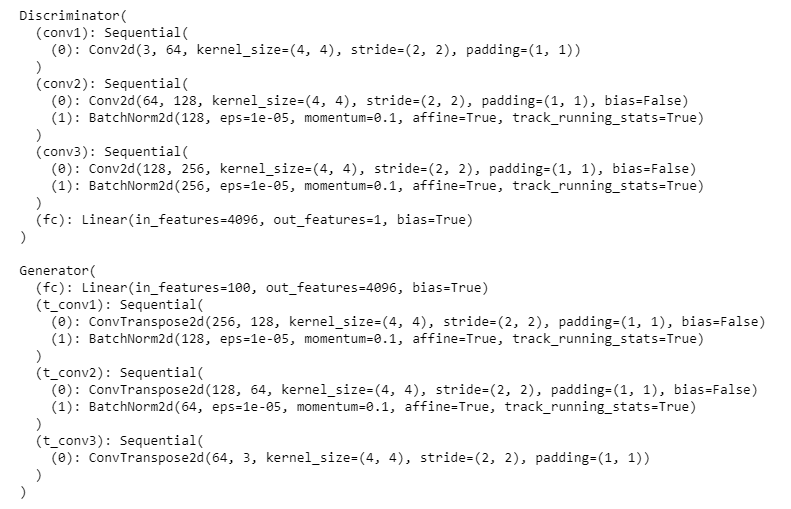 Discriminator(
  (conv1): Sequential(
    (0): Conv2d(3, 64, kernel_size=(4, 4), stride=(2, 2), padding=(1, 1))
  )
  (conv2): Sequential(
    (0): Conv2d(64, 128, kernel_size=(4, 4), stride=(2, 2), padding=(1, 1), bias=False)
    (1): BatchNorm2d(128, eps=1e-05, momentum=0.1, affine=True, track_running_stats=True)
  )
  (conv3): Sequential(
    (0): Conv2d(128, 256, kernel_size=(4, 4), stride=(2, 2), padding=(1, 1), bias=False)
    (1): BatchNorm2d(256, eps=1e-05, momentum=0.1, affine=True, track_running_stats=True)
  )
  (fc): Linear(in_features=4096, out_features=1, bias=True)
)

Generator(
  (fc): Linear(in_features=100, out_features=4096, bias=True)
  (t_conv1): Sequential(
    (0): ConvTranspose2d(256, 128, kernel_size=(4, 4), stride=(2, 2), padding=(1, 1), bias=False)
    (1): BatchNorm2d(128, eps=1e-05, momentum=0.1, affine=True, track_running_stats=True)
  )
  (t_conv2): Sequential(
    (0): ConvTranspose2d(128, 64, kernel_size=(4, 4), stride=(2, 2), padding=(1, 1), bias=False)
    (1): BatchNorm2d(64, eps=1e-05, momentum=0.1, affine=True, track_running_stats=True)
  )
  (t_conv3): Sequential(
    (0): ConvTranspose2d(64, 3, kernel_size=(4, 4), stride=(2, 2), padding=(1, 1))
  )
)